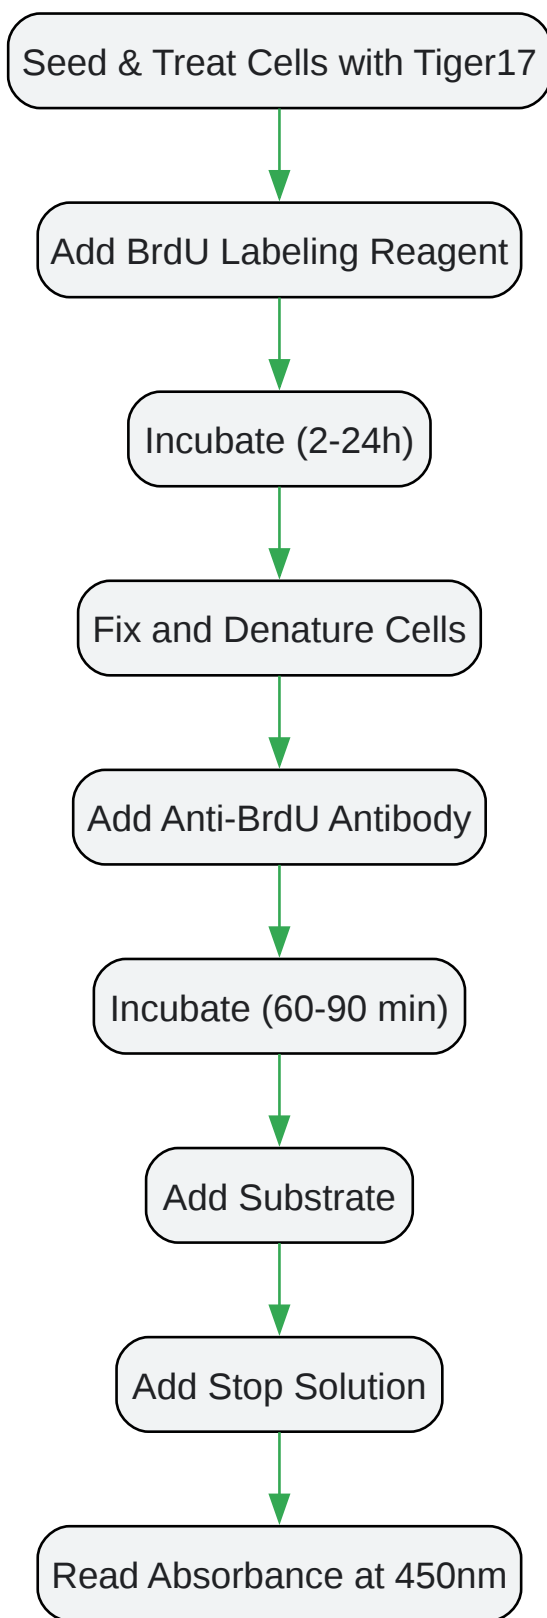 Seed & Treat Cells with Tiger17
Add BrdU Labeling Reagent
Incubate (2-24h)
Fix and Denature Cells
Add Anti-BrdU Antibody
Incubate (60-90 min)
Add Substrate
Add Stop Solution
Read Absorbance at 450nm